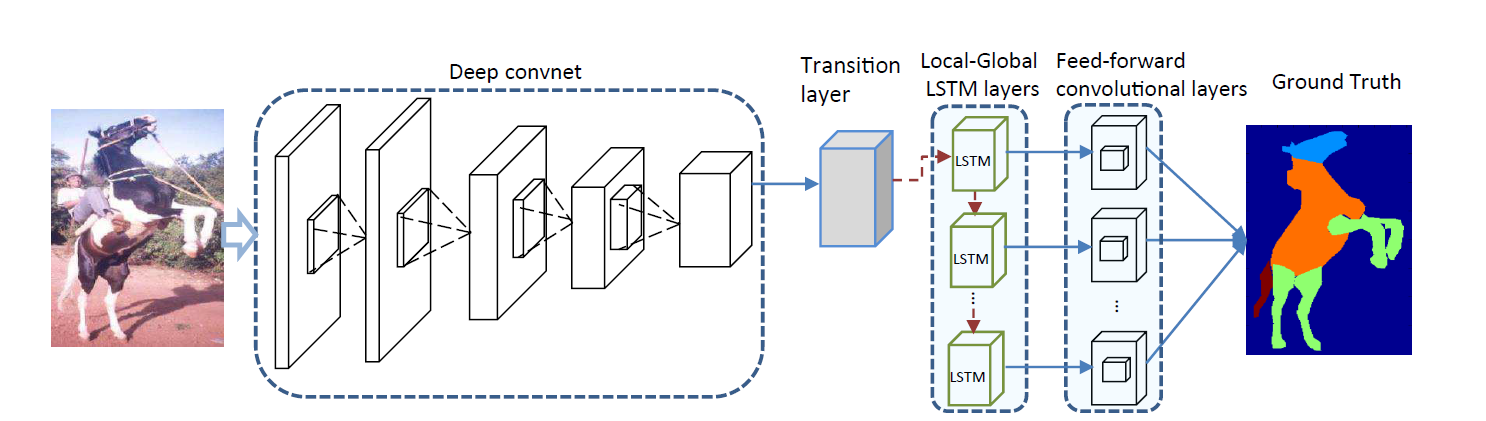 Deep convnet
Transition
layer
Local-Global
LSTM layers
Feed-forward
convolutional layers
Ground Truth
LSTM
LSTM
...
LSTM
...